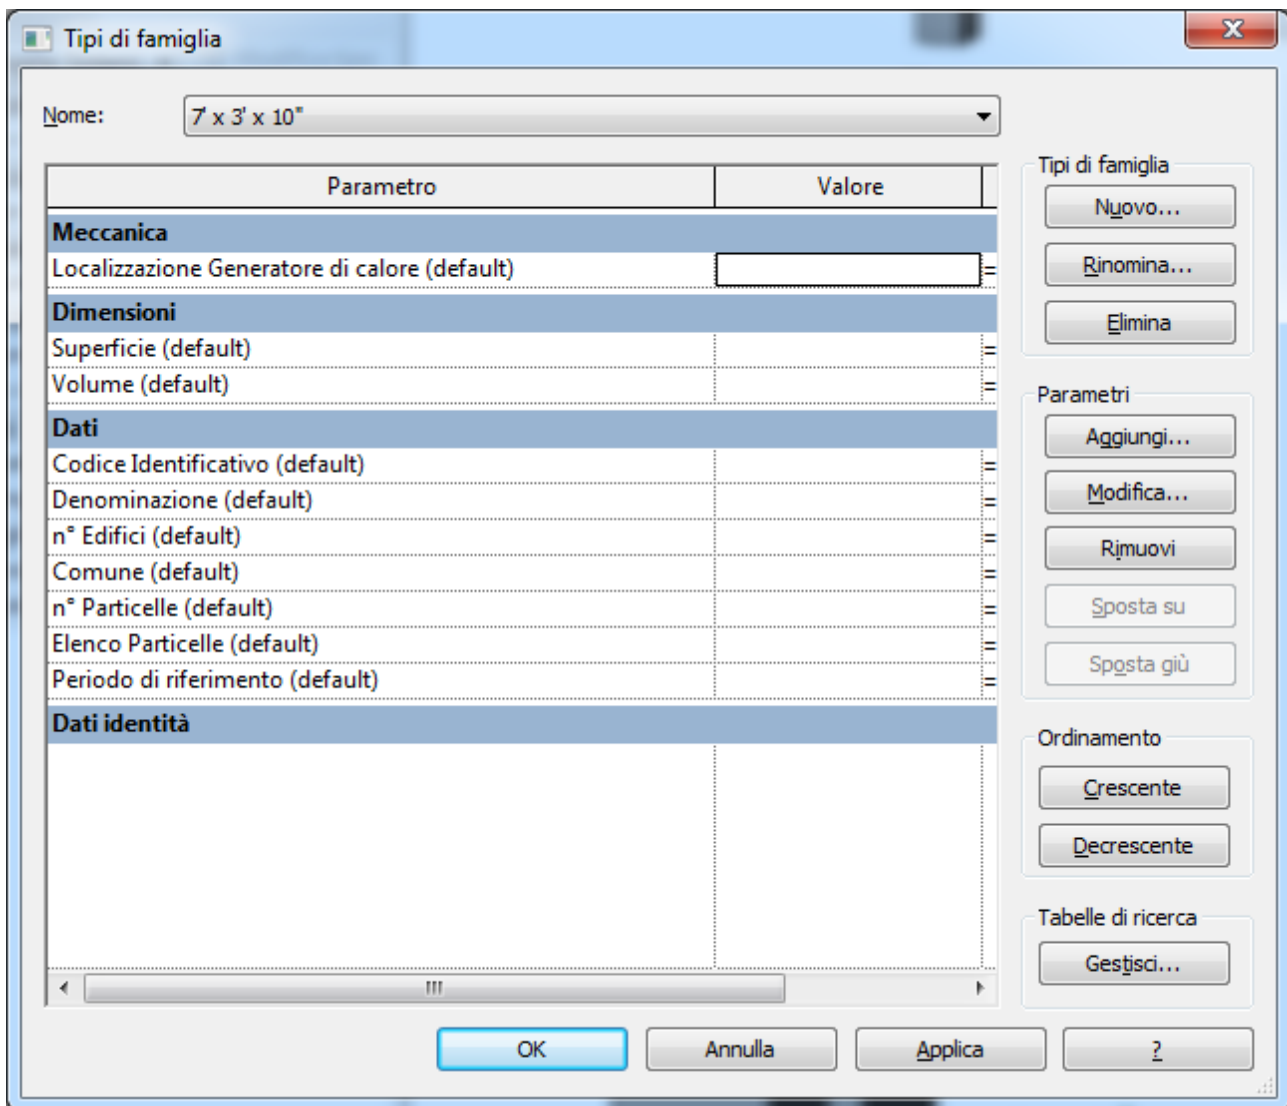 Tipi di famiglia
Nome:
7' x 3' x 10"
Parametro Valore
Meccanica
Localizzazione Generatore di calore (default) =
Dimensioni
Superficie (default) =
Volume (default) =
Dati
Codice Identificativo (default) =
Denominazione (default) =
n° Edifici (default) =
Comune (default) =
n° Particelle (default) =
Elenco Particelle (default) =
Periodo di riferimento (default) =
Dati identità
Tipi di famiglia
Nuovo...
Rinomina...
Elimina
Parametri
Aggiungi...
Modifica...
Rimuovi
Sposta su
Sposta giù
Ordinamento
Crescente
Decrescente
Tabelle di ricerca
Gestisci...
OK Annulla Applica ?